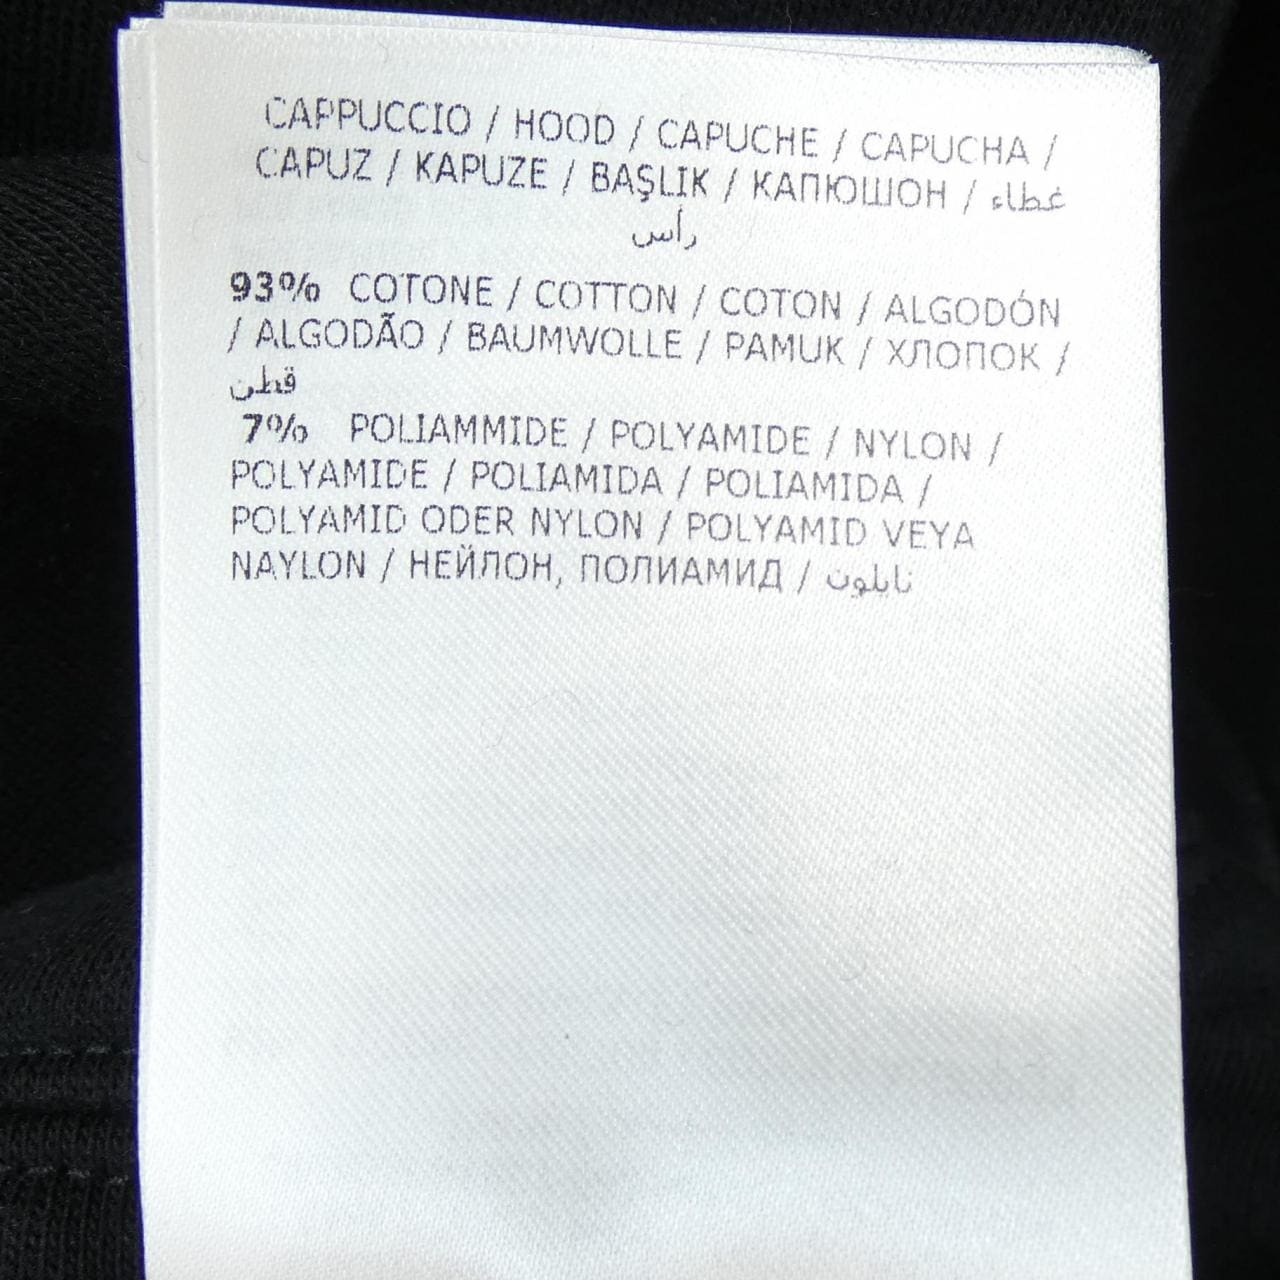 CAPPUCCIO / HOOD / CAPUCHE / CAPUCHA /
CAPUZ / KAPUZE / BAŞLIK / КАПЮШОН / غطاء
رأس
93% COTONE / COTTON / COTON / ALGODÓN
/ ALGODÃO / BAUMWOLLE / PAMUK / ХЛОПОК /
قطن
7% POLIAMMIDE / POLYAMIDE / NYLON /
POLYAMIDE / POLIAMIDA / POLIAMIDA /
POLYAMID ODER NYLON / POLYAMID VEYA
NAYLON / НЕЙЛОН, ПОЛИАМИД / نايلون